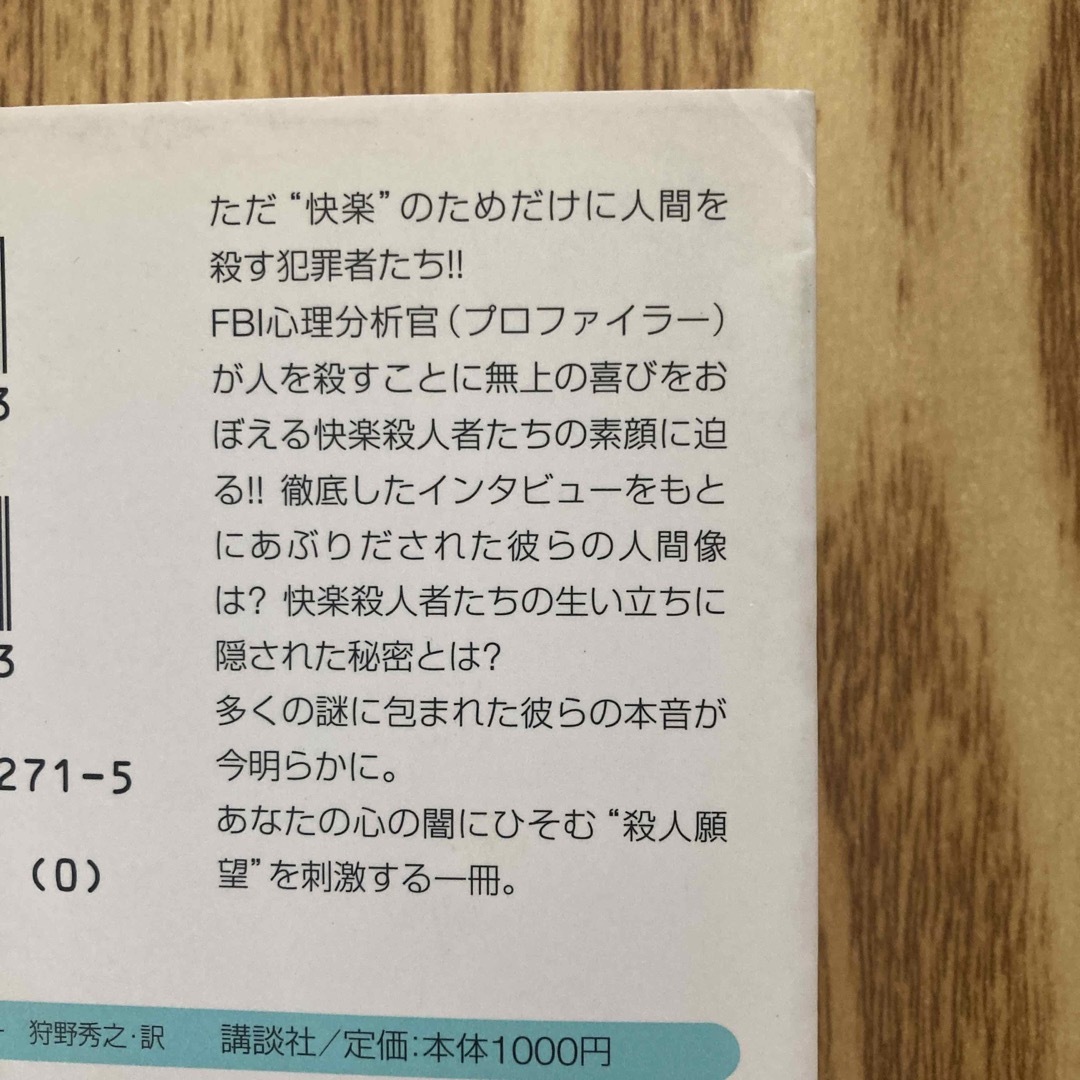 ただ“快楽”のためだけに人間を
殺す犯罪者たち!!
FBI心理分析官(プロファイラー)
が人を殺すことに無上の喜びをお
ぼえる快楽殺人者たちの素顔に迫
る!! 徹底したインタビューをもと
にあぶりだされた彼らの人間像
は? 快楽殺人者たちの生い立ちに
隠された秘密とは?
多くの謎に包まれた彼らの本音が
今明らかに。
あなたの心の闇にひそむ“殺人願
望”を刺激する一冊。
3
3
271-5
(0)
狩野秀之・訳 講談社/定価:本体1000円